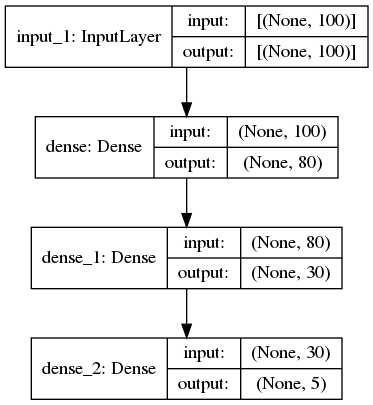 input_1: InputLayer
input:
[(None, 100)]
output:
[(None, 100)]
dense: Dense
input:
(None, 100)
output:
(None, 80)
dense_1: Dense
input:
(None, 80)
output:
(None, 30)
dense_2: Dense
input:
(None, 30)
output:
(None, 5)